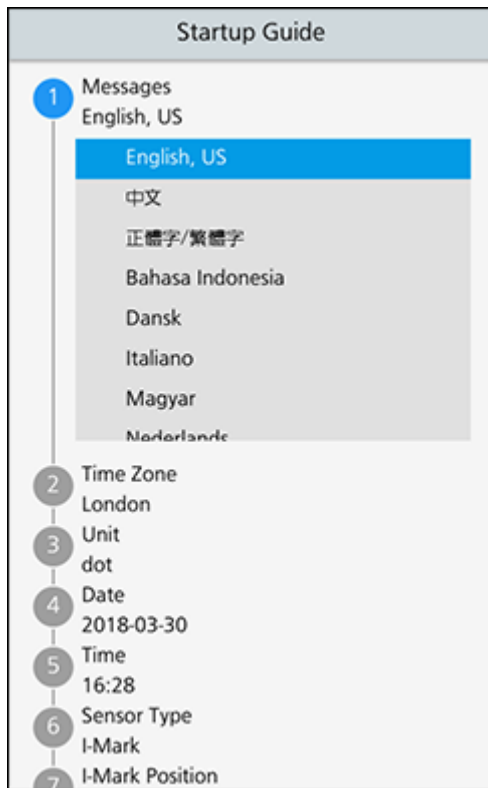 Startup Guide
1
Messages
English, US
English, US
中文
正體字/繁體字
Bahasa Indonesia
Dansk
Italiano
Magyar
Nederlands
2
Time Zone
London
3
Unit
dot
4
Date
2018-03-30
5
Time
16:28
6
Sensor Type
I-Mark
7
I-Mark Position